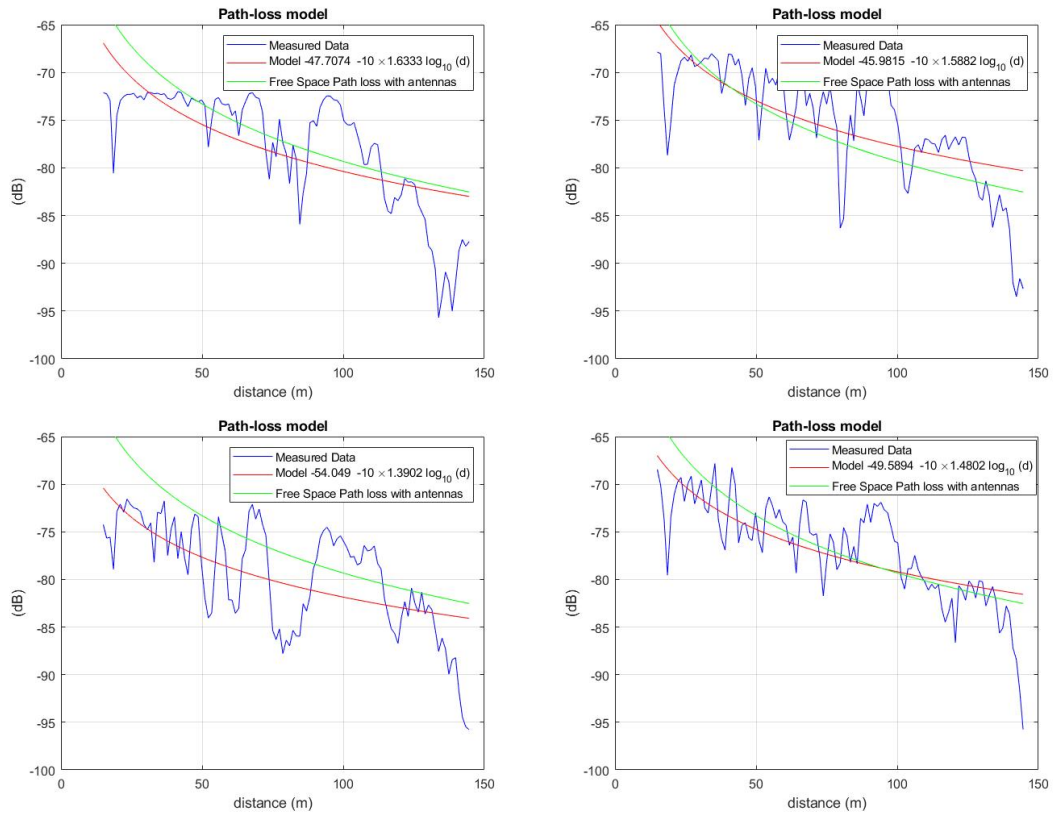 Path-loss model
-65
-70
-75
-80
-85
-90
-95
-100
(dB)
Measured Data
Model -47.7074 -10 ×1.6333 log10 (d)
Free Space Path loss with antennas
0
50
100
150
distance (m)
Path-loss model
-65
-70
-75
-80
-85
-90
-95
-100
(dB)
Measured Data
Model -45.9815 -10 ×1.5882 log10 (d)
Free Space Path loss with antennas
0
50
100
150
distance (m)
Path-loss model
-65
-70
-75
-80
-85
-90
-95
-100
(dB)
Measured Data
Model -54.049 -10 ×1.3902 log10 (d)
Free Space Path loss with antennas
0
50
100
150
distance (m)
Path-loss model
-65
-70
-75
-80
-85
-90
-95
-100
(dB)
Measured Data
Model -49.5894 -10 ×1.4802 log10 (d)
Free Space Path loss with antennas
0
50
100
150
distance (m)